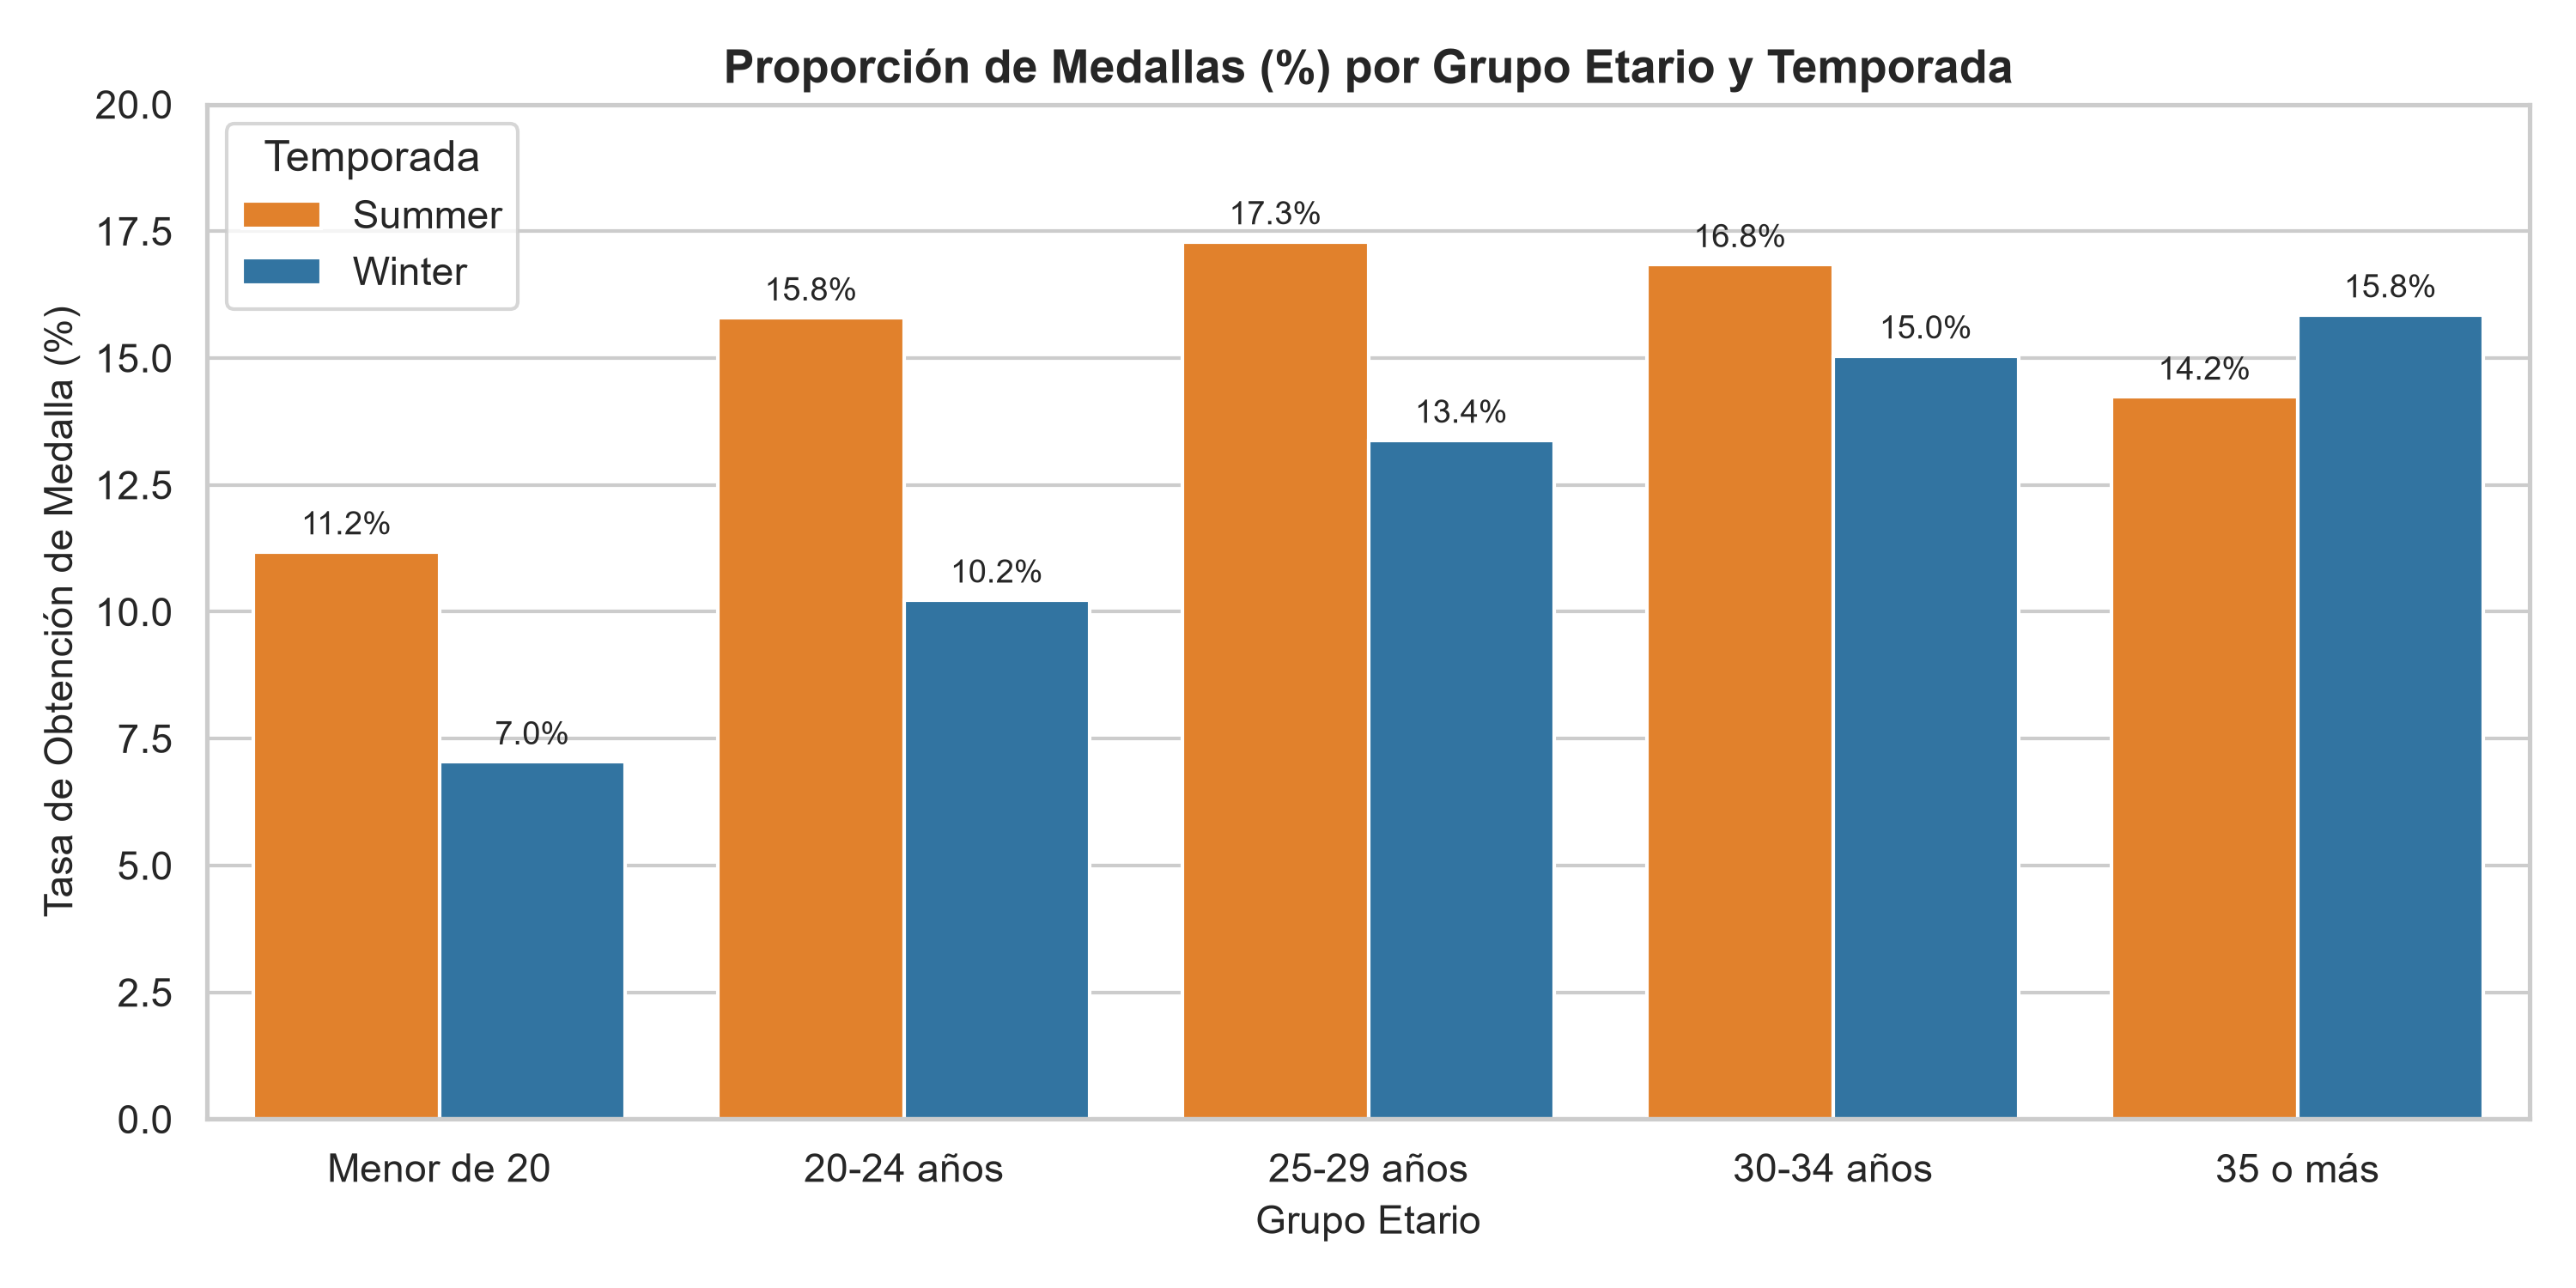 Proporción de Medallas (%) por Grupo Etario y Temporada
Tasa de Obtención de Medalla (%)
20.0
17.5
15.0
12.5
10.0
7.5
5.0
2.5
0.0
Temporada
Summer
Winter
11.2%
7.0%
15.8%
10.2%
17.3%
13.4%
16.8%
15.0%
14.2%
15.8%
Menor de 20
20-24 años
25-29 años
30-34 años
35 o más
Grupo Etario